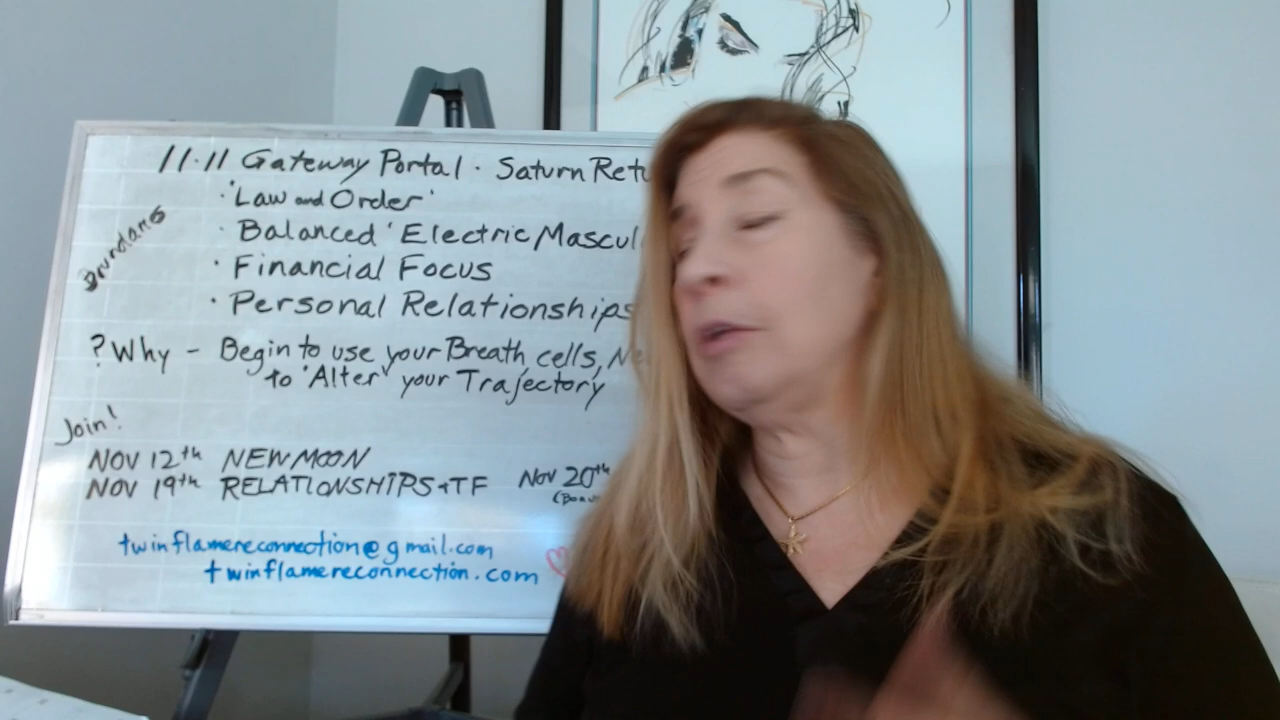 11.11 Gateway Portal · Saturn Retu
· 'Law and Order'
· Balanced 'Electric Mascul
· Financial Focus
· Personal Relationships
? Why - Begin to use your Breath, cells,
to 'Alter' your Trajectory
Join!
NOV 12th NEW MOON
NOV 19th RELATIONSHIPS + TF Nov 20th
twinflamereconnection@gmail.com
twinflamereconnection.com